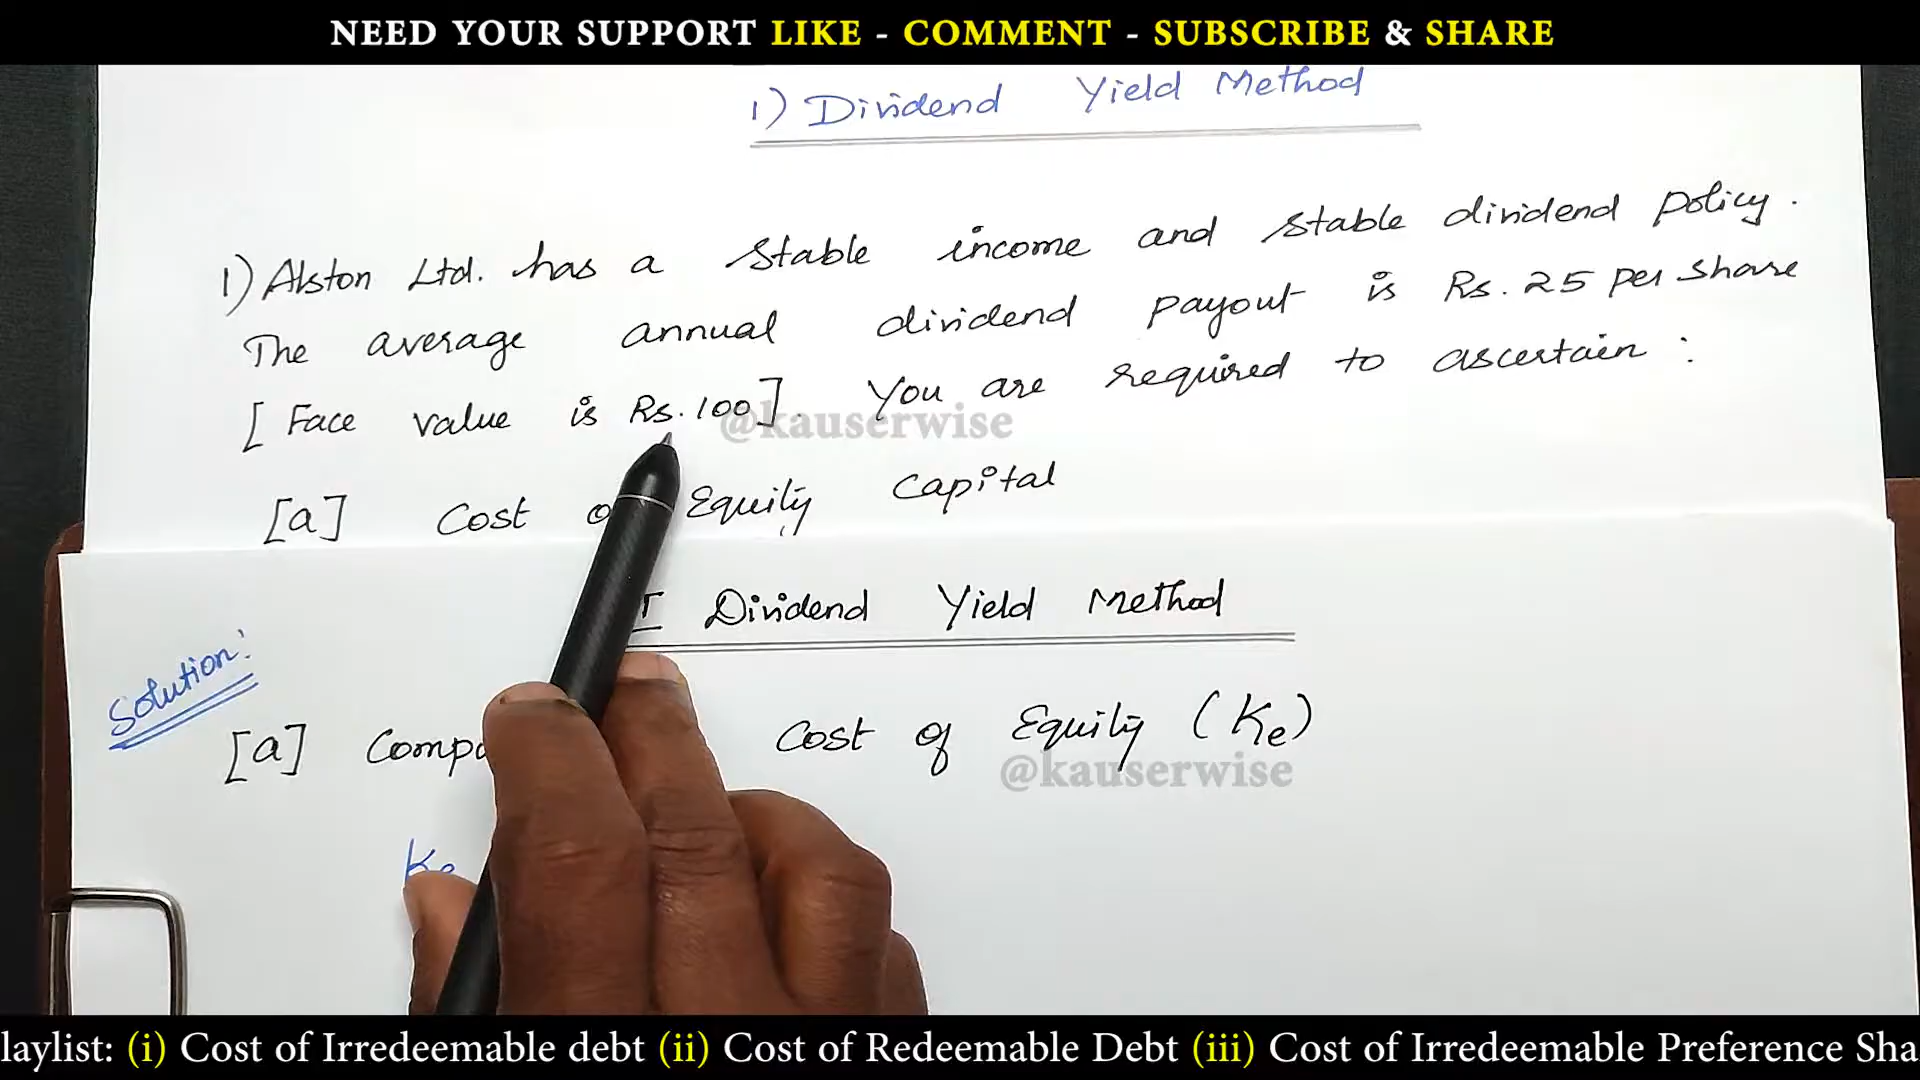 NEED YOUR SUPPORT LIKE - COMMENT - SUBSCRIBE & SHARE
1) Dividend Yield Method
1) Alston Ltd. has a stable income and stable dividend policy.
The average annual dividend payout is Rs. 25 per share
[Face value is Rs. 100]. You are required to ascertain :
@kauserwise
[a] Cost Equity Capital
Dividend Yield Method
Solution:
[a] Cost of Equity (Ke)
@kauserwise
Ke
(i) Cost of Irredeemable debt (ii) Cost of Redeemable Debt (iii) Cost of Irredeemable Preference